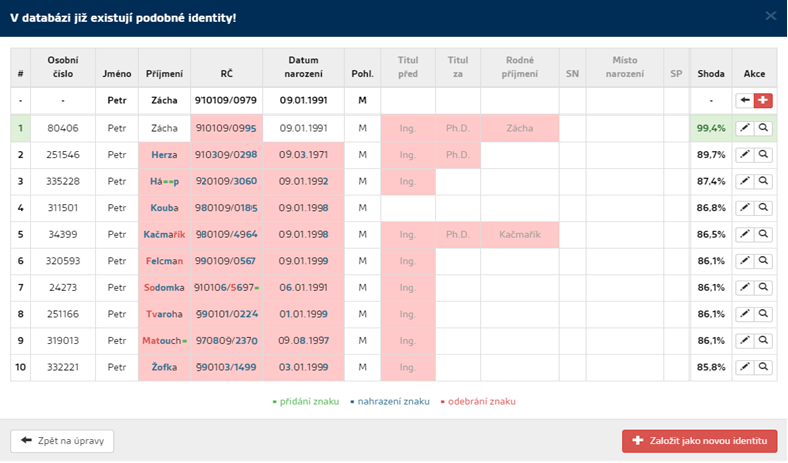 V databázi již existují podobné identity!
# Osobní číslo Jméno Příjmení RČ Datum narození Pohl. Titul před Titul za Rodné příjmení SN Místo narození SP Shoda Akce
- - Petr Zácha 910109/0979 09.01.1991 M -
1 80406 Petr Zácha 910109/0995 09.01.1991 M Ing. Ph.D. Zácha 99,4%
2 251546 Petr Herza 910309/0298 09.03.1971 M Ing. Ph.D. 89,7%
3 335228 Petr Há==p 920109/3060 09.01.1992 M Ing. 87,4%
4 311501 Petr Kouba 980109/0185 09.01.1998 M 86,8%
5 34399 Petr Kačmařík 980109/4964 09.01.1998 M Ing. Ph.D. Kačmařík 86,5%
6 320593 Petr Felcman 990109/0567 09.01.1999 M Ing. 86,1%
7 24273 Petr Sodomka 910106/5697= 06.01.1991 M Ing. 86,1%
8 251166 Petr Tvaroha 990101/0224 01.01.1999 M Ing. 86,1%
9 319013 Petr Matouch= 970809/2370 09.08.1997 M Ing. 86,1%
10 332221 Petr Žofka 990103/1499 03.01.1999 M Ing. 85,8%
přidání znaku nahrazení znaku odebrání znaku
Zpět na úpravy Založit jako novou identitu